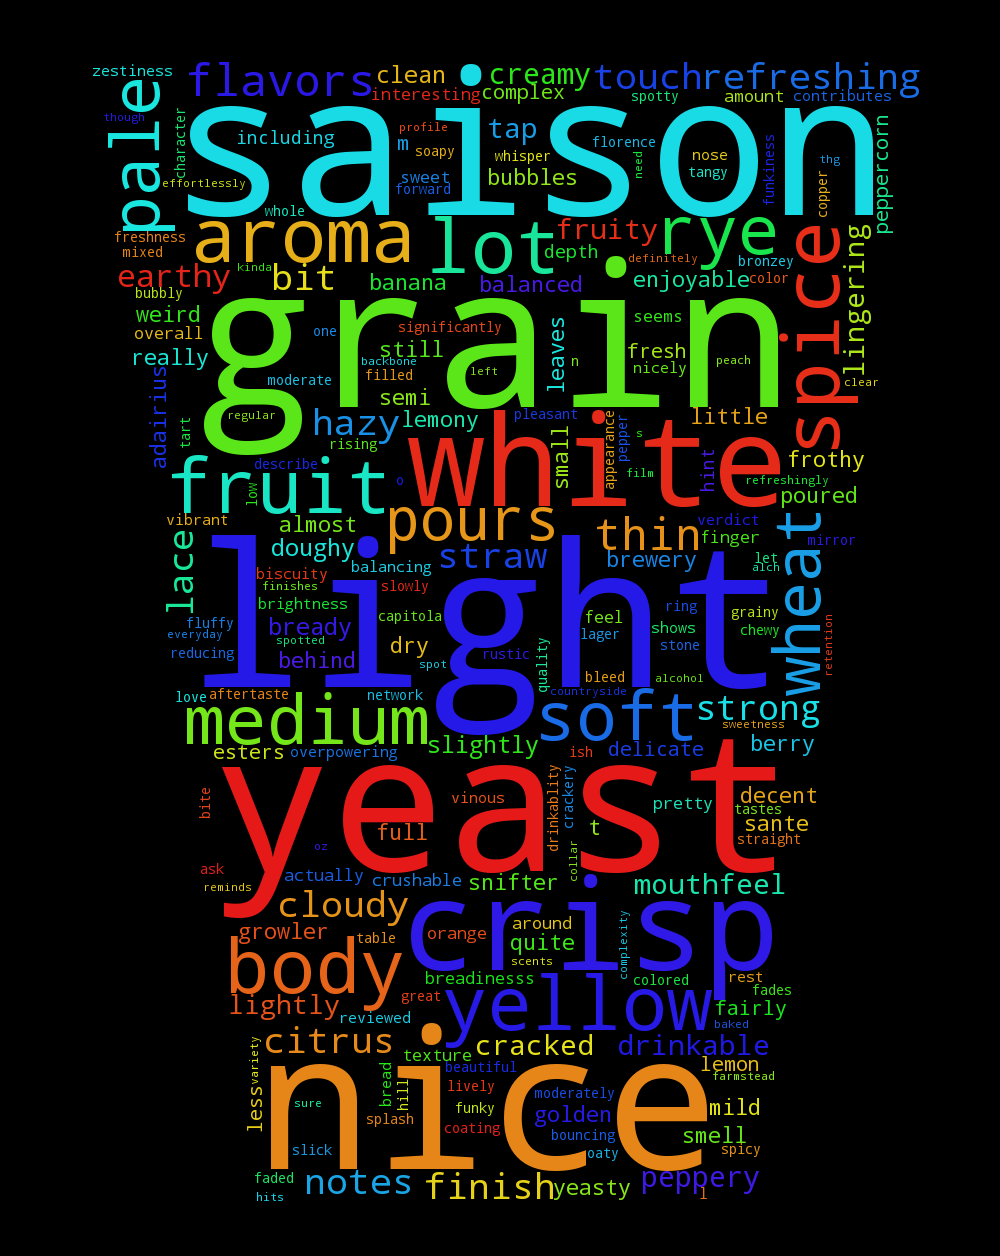 zestiness flavors clean creamy touch refreshing
though pale interesting complex spotty amount contributes
saison
character including profile m soapy tap whisper florence need nose tangy funkiness thg copper peppercorn
effortlessly sweet forward bubbles
whole
freshness mixed aroma lot fruity rye
earthy kinda bit banana depth balanced definitely enjoyable bronzey color spice lingering
bubbly weird overall really
grain
one significantly still backbone filled left n leaves seems fresh nicely peach clear
adairius tart moderate semi regular
hazy lemony pleasant little
rising white small appearance pepper s film hint frothy
fruit describe low o refreshingly poured
vibrant almost pours thin verdict finger mirror
lace doughy balancing straw brewery let alch wheat
light
biscuity finishes slowly brightness capitola feel ring grainy
fluffy everyday reducing bready spotted behind dry spot rustic quality lager shows stone chewy retention
bleed alcohol countryside
love aftertaste network strong
medium soft sweetness
esters overpowering slightly ish delicate berry
yeast
bite vinous full drinkablity crackery t pretty decent tastes sante straight
oz collar
ask reminds actually crushable snifter mouthfeel
cloudy crisp
growler table orange around quite scents complexity
body breadinesss colored rest fades
lightly great reviewed yellow fairly baked
citrus texture cracked drinkable lemon farmstead
nice
less variety bread hill beautiful lively moderately mild
sure splash funky coating golden smell
slick bouncing oaty spicy
faded hits notes finish yeasty peppery l